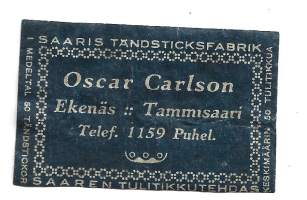 SAARIS TÄNDSTICKSFABRIK
MEDELTAL 50 TÄNDSTICKOR
Oscar Carlson
Ekenäs :: Tammisaari
Telef. 1159 Puhel.
KESKIMÄÄRIN 50 TULITIKKUA
SAAREN TULITIKKUTEHDAS